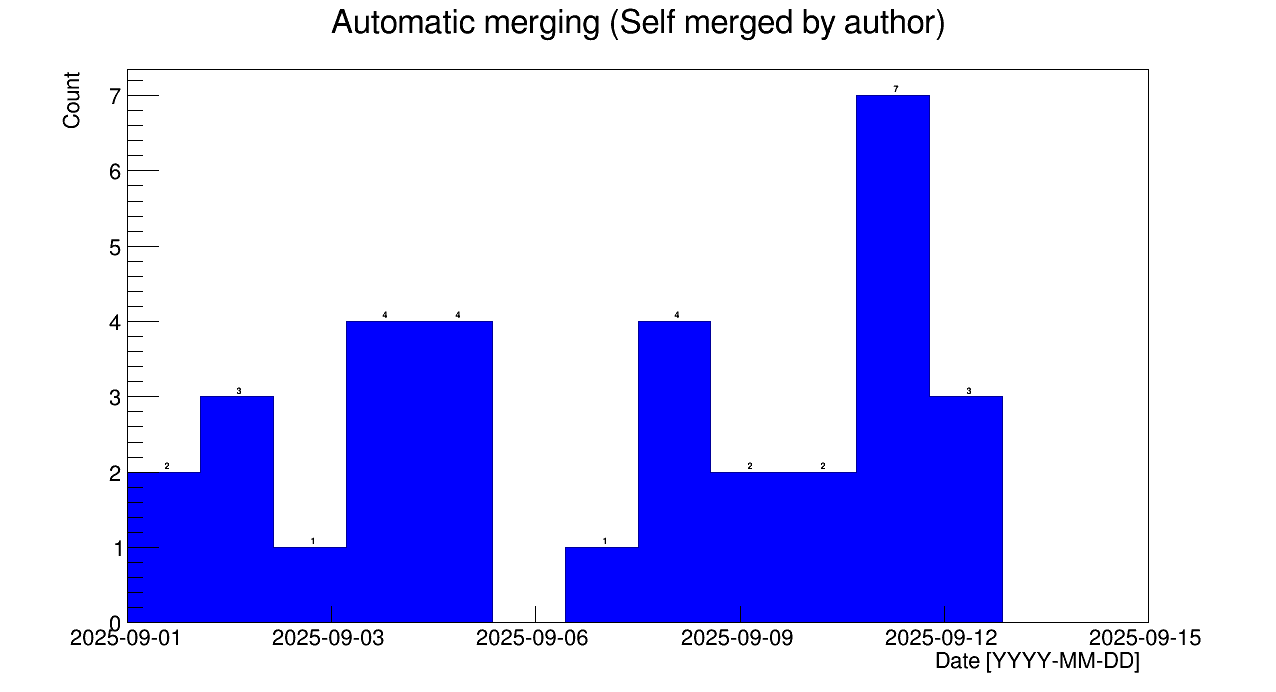 Automatic merging (Self merged by author)
Count
7
6
5
4
3
2
1
0
2 3 1 4 4 1 4 2 2 7 3
2025-09-01 2025-09-03 2025-09-06 2025-09-09 2025-09-12 2025-09-15
Date [YYYY-MM-DD]